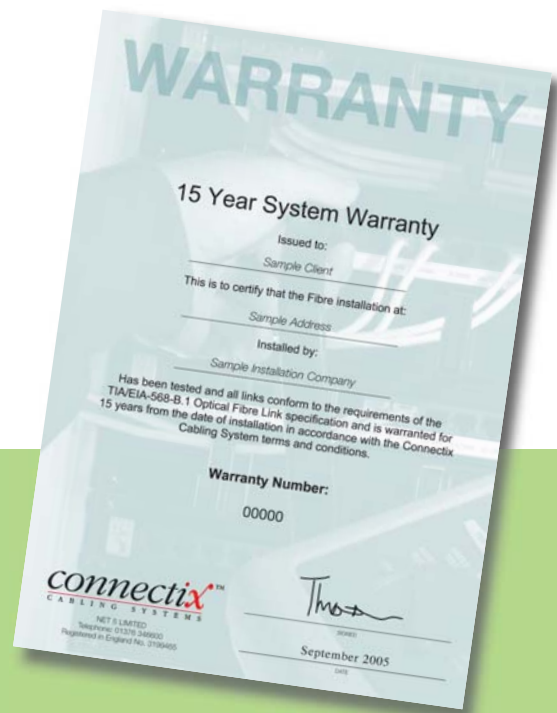 WARRANTY
15 Year System Warranty
Issued to:
Sample Client
This is to certify that the Fibre installation at:
Sample Address
Installed by:
Sample Installation Company
Has been tested and all links conform to the requirements of the
TIA/EIA-568-B.1 Optical Fibre Link specification and is warranted for
15 years from the date of installation in accordance with the Connectix
Cabling System terms and conditions.
Warranty Number:
00000
connectix™
CABLING SYSTEMS
NET 5 LIMITED
Telephone: 01376 346600
Registered in England No. 3198465
SIGNED
September 2005
DATE